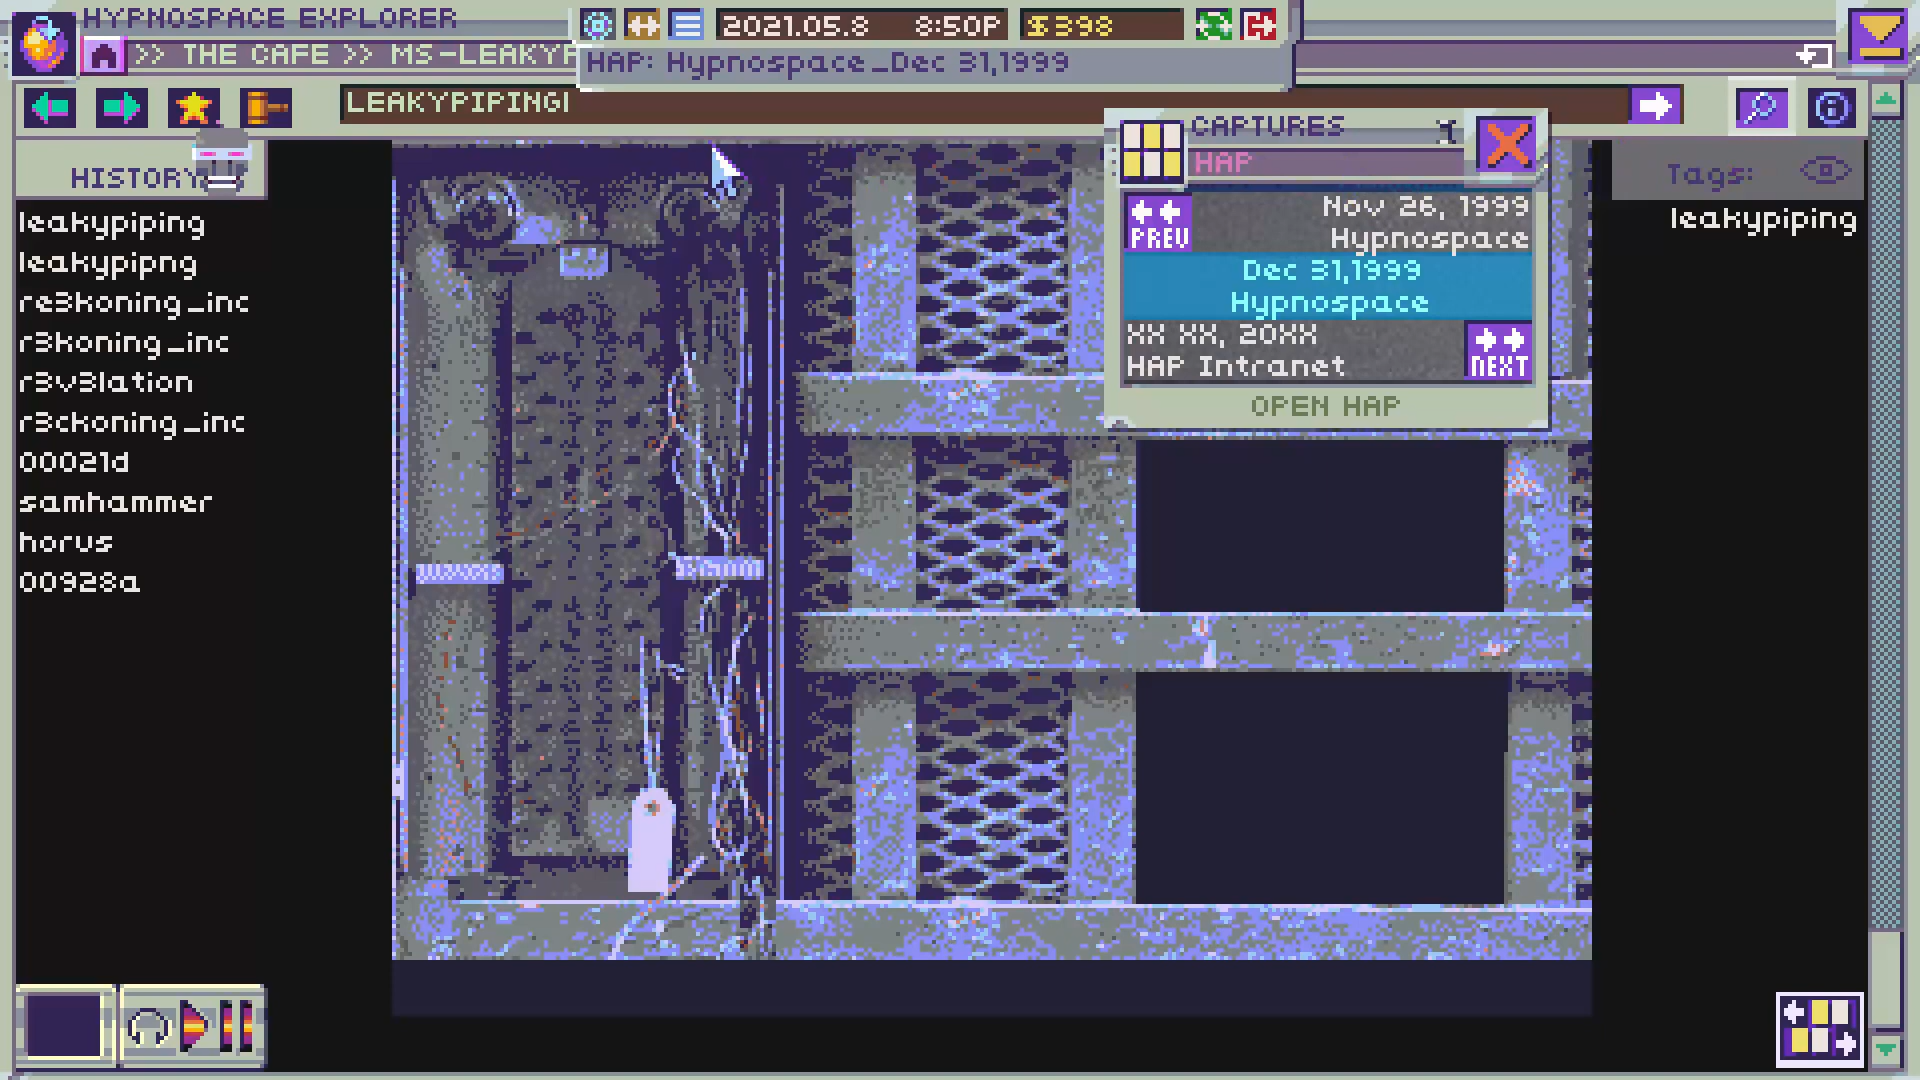 HYPNOSPACE EXPLORER
2021.05.8 8:50P $398
>> THE CAFE >> MS-LEAKYP
HAP: Hypnospace_Dec 31,1999
LEAKYPIPING|
CAPTURES
HAP
HISTORY
leakypiping
leakypipng
re3koning_inc
r3koning_inc
r3v3lation
r3ckoning_inc
00021d
samhammer
horus
00928a
PREV
Nov 26, 1999
Hypnospace
Dec 31,1999
Hypnospace
XX XX, 20XX
HAP Intranet
NEXT
OPEN HAP
Tags:
leakypiping